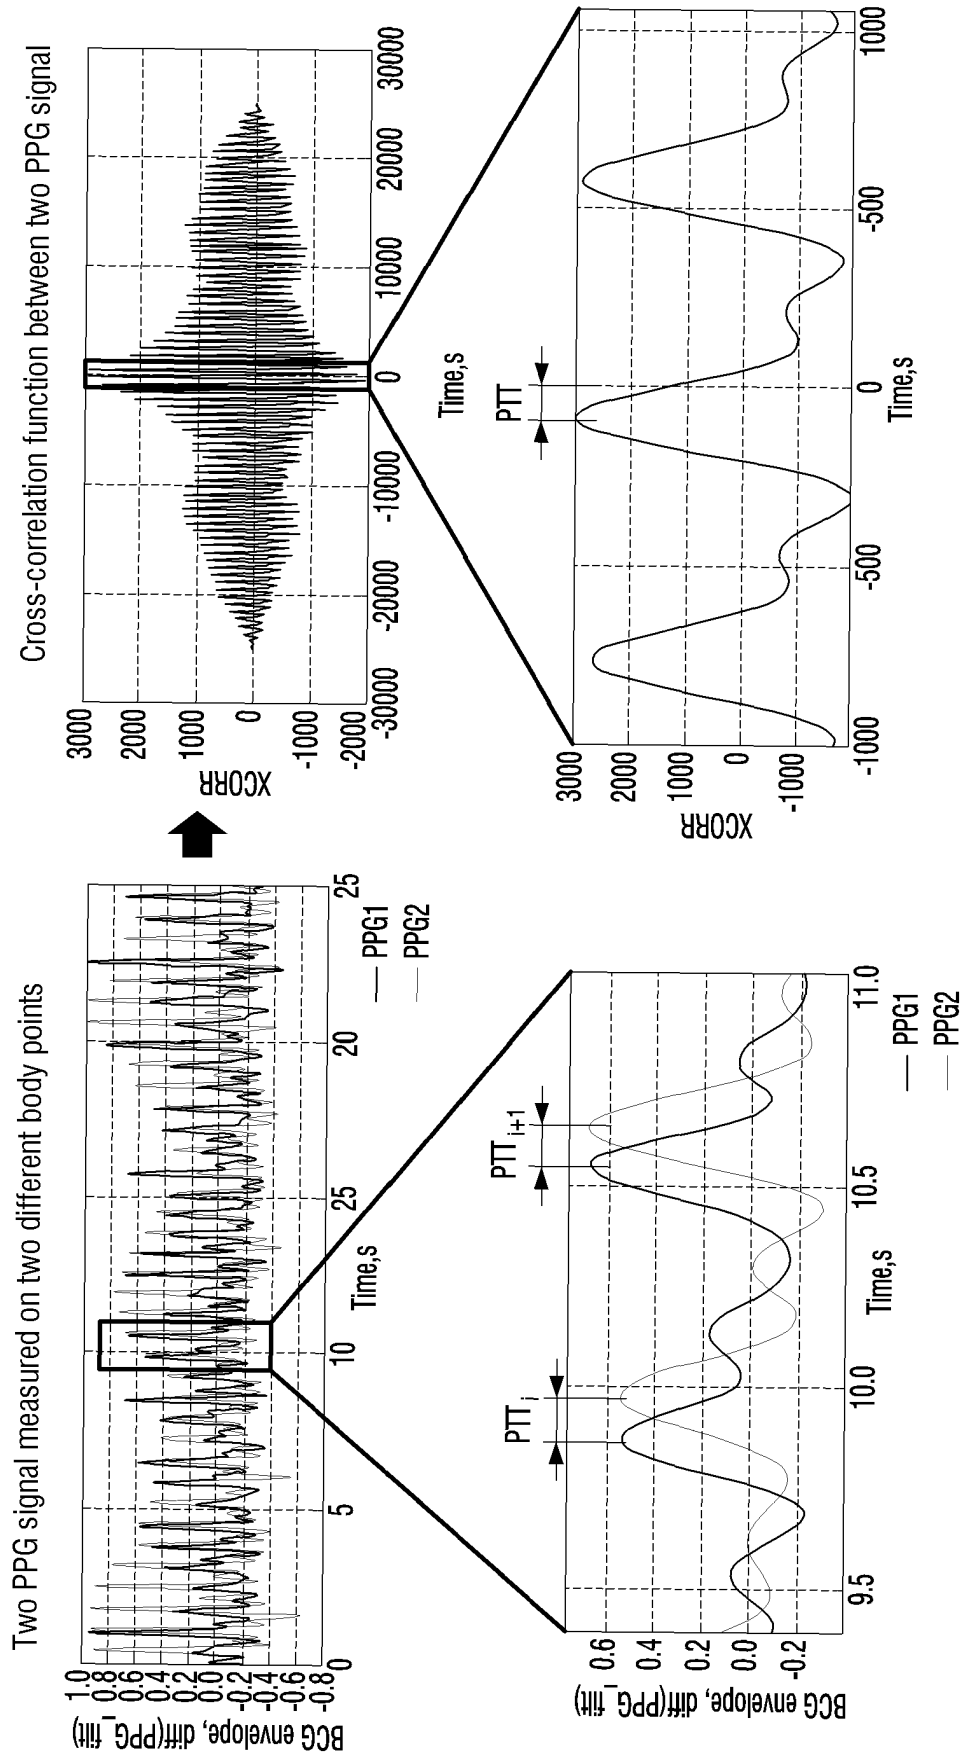 Two PPG signal measured on two different body points
BCG envelope, diff(PPG_filt)
1.0
0.8
0.6
0.4
0.2
0.0
-0.2
-0.4
-0.6
-0.8
0
5
10
25
20
25
Time,s
PPG1
PPG2
PTT i
PTT i+1
BCG envelope, diff(PPG_filt)
0.6
0.4
0.2
0.0
-0.2
9.5
10.0
10.5
11.0
Time,s
PPG1
PPG2
Cross-correlation function between two PPG signal
XCORR
3000
2000
1000
0
-1000
-2000
-30000
-20000
-10000
0
10000
20000
30000
Time,s
PTT
XCORR
3000
2000
1000
0
-1000
-1000
-500
0
-500
1000
Time,s